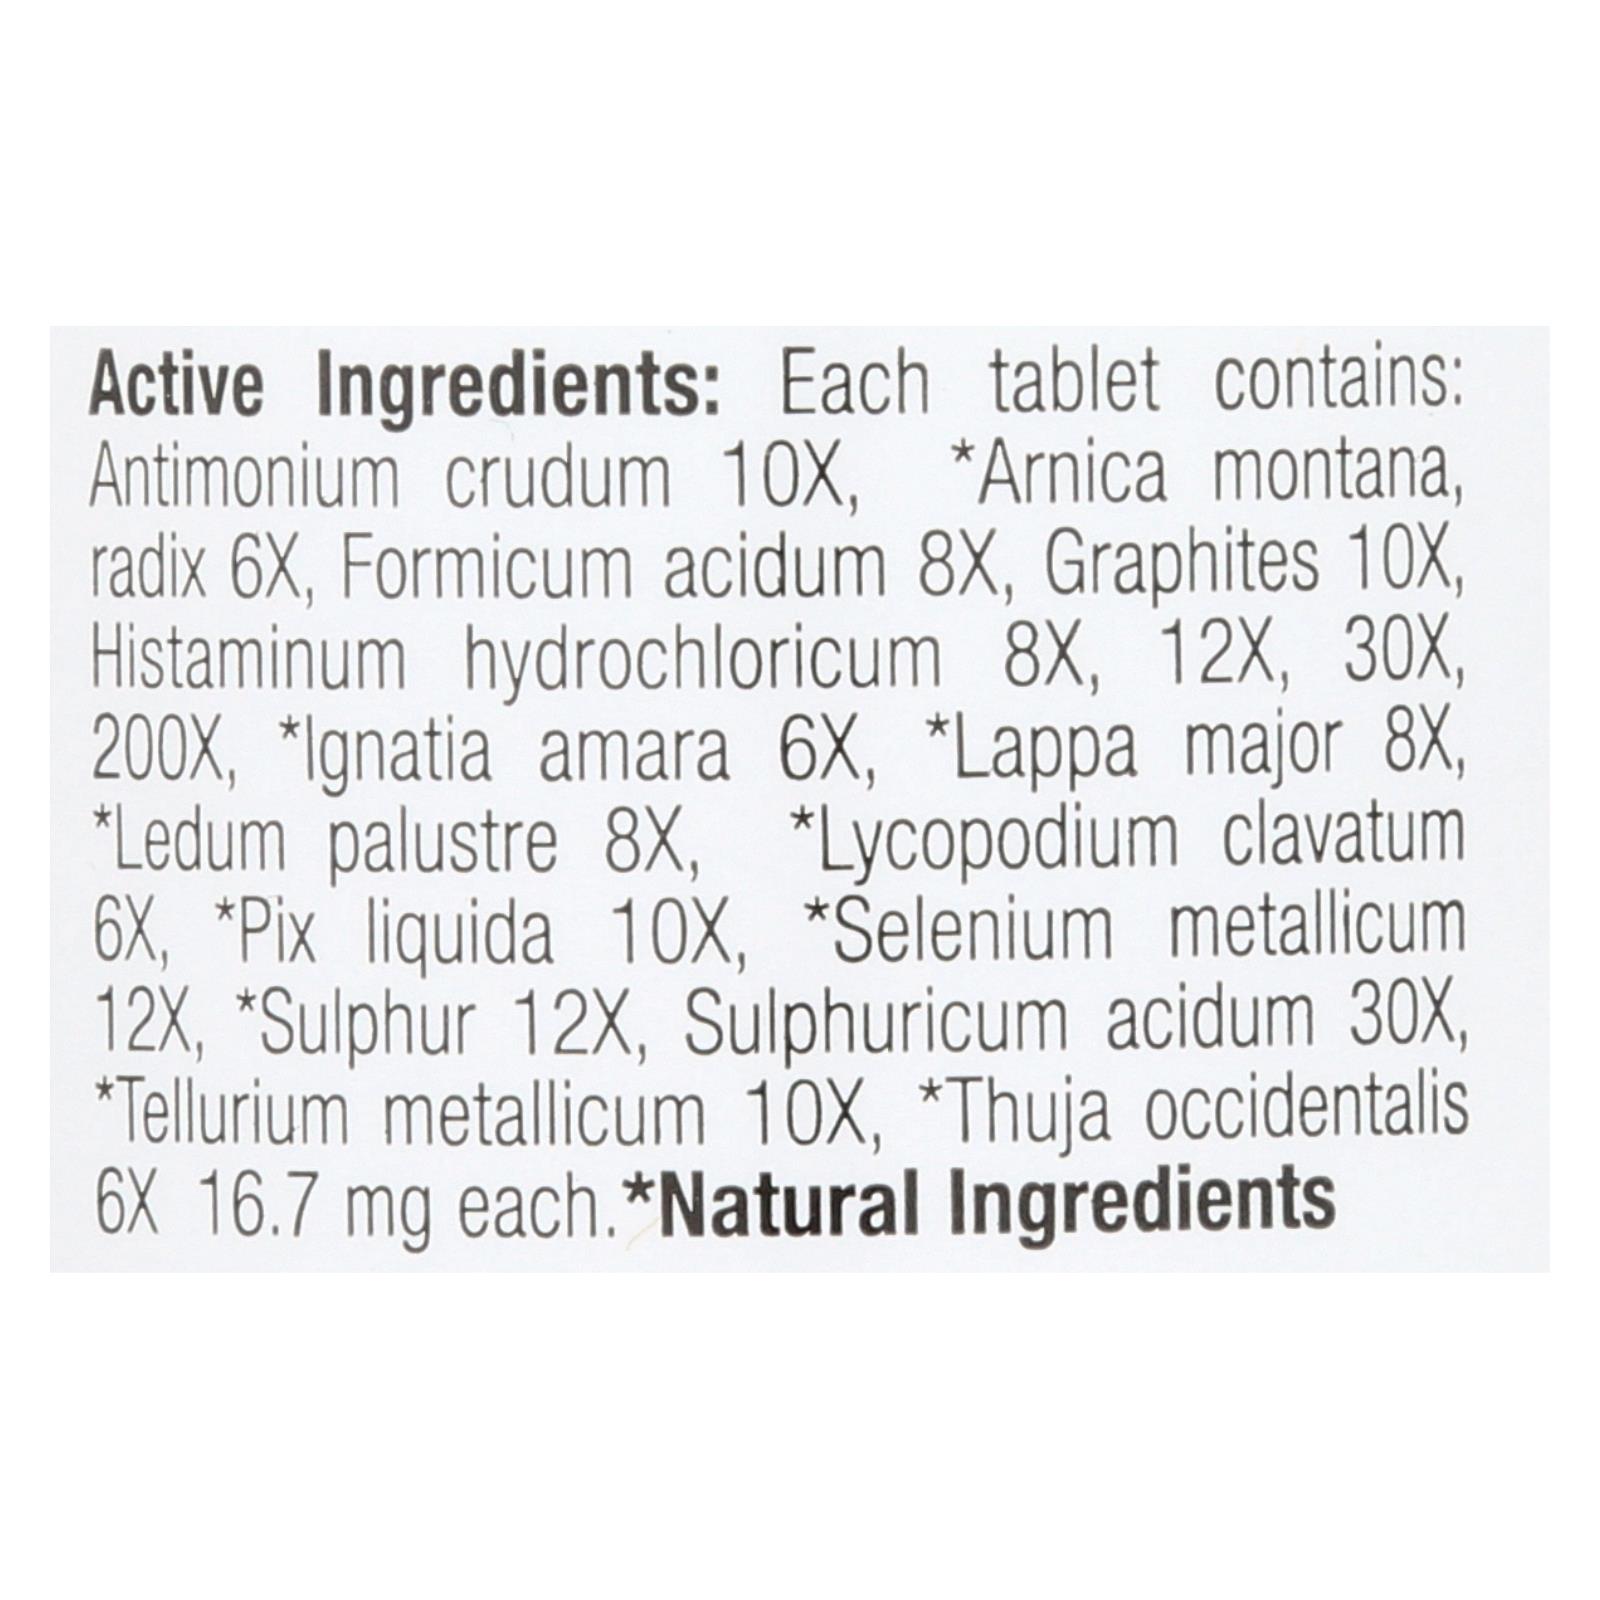 Active Ingredients: Each tablet contains:
Antimonium crudum 10X, *Arnica montana,
radix 6X, Formicum acidum 8X, Graphites 10X,
Histaminum hydrochloricum 8X, 12X, 30X,
200X, *Ignatia amara 6X, *Lappa major 8X,
*Ledum palustre 8X, *Lycopodium clavatum
6X, *Pix liquida 10X, *Selenium metallicum
12X, *Sulphur 12X, Sulphuricum acidum 30X,
*Tellurium metallicum 10X, *Thuja occidentalis
6X 16.7 mg each.*Natural Ingredients